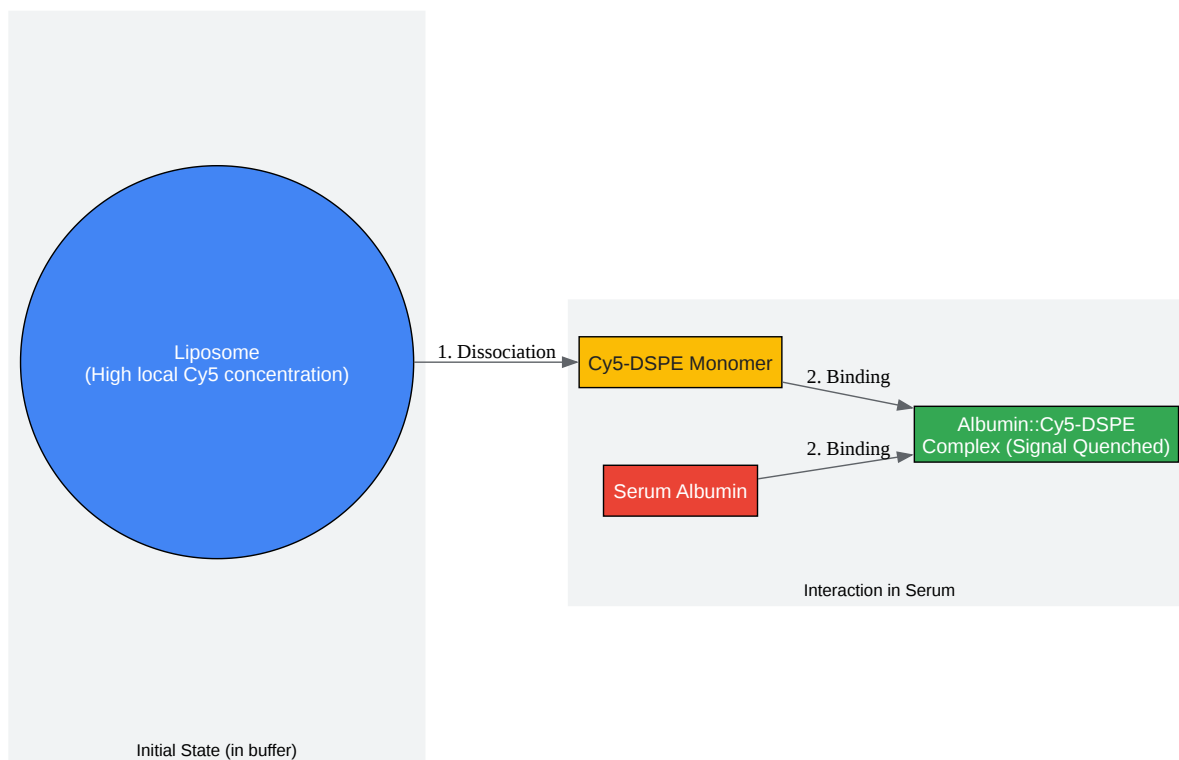 Liposome
(High local Cy5 concentration)
1. Dissociation
Cy5-DSPE Monomer
2. Binding
Albumin::Cy5-DSPE
Complex (Signal Quenched)
2. Binding
Serum Albumin
Interaction in Serum
Initial State (in buffer)